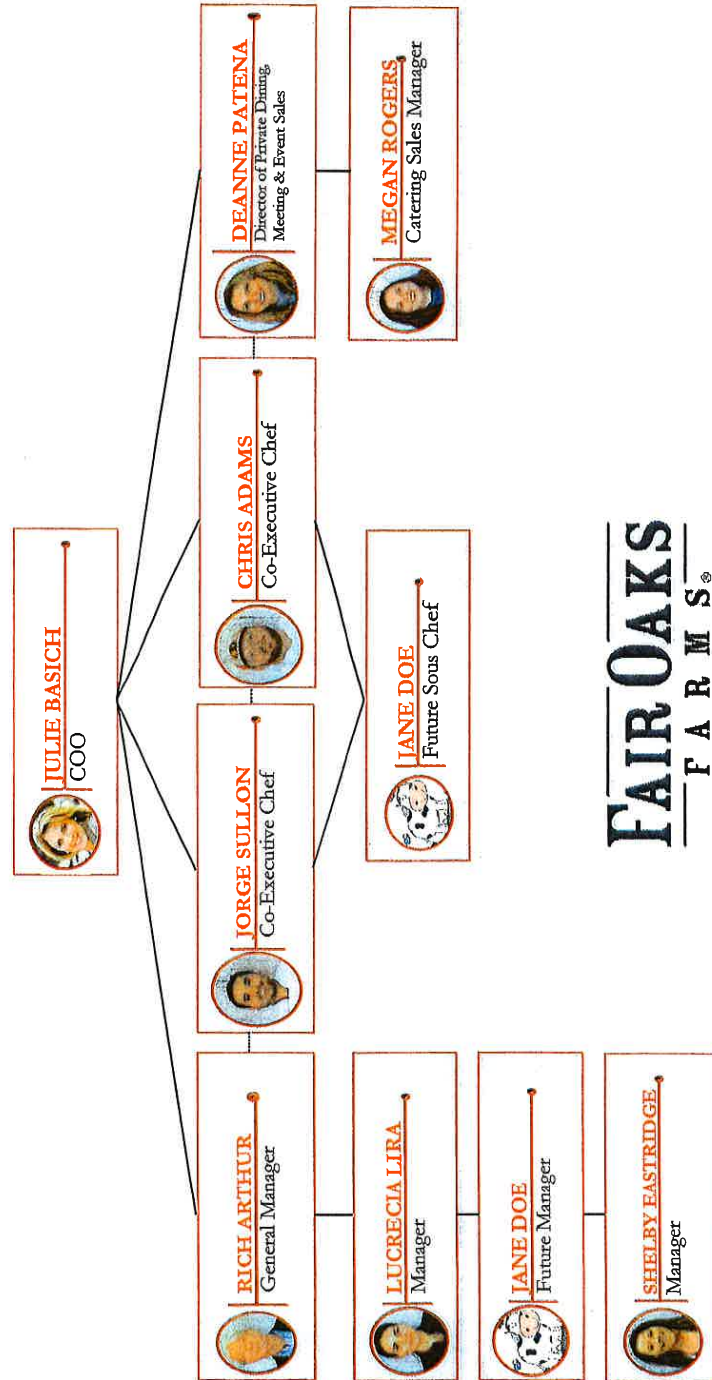 JULIE BASICH
COO
RICH ARTHUR
General Manager
JORGE SULLON
Co-Executive Chef
CHRIS ADAMS
Co-Executive Chef
DEANNE PATENA
Director of Private Dining,
Meeting & Event Sales
LUCRECIA LIRA
Manager
JANE DOE
Future Sous Chef
MEGAN ROGERS
Catering Sales Manager
JANE DOE
Future Manager
SHELBY EASTRIDGE
Manager
FAIR OAKS
FARMS®